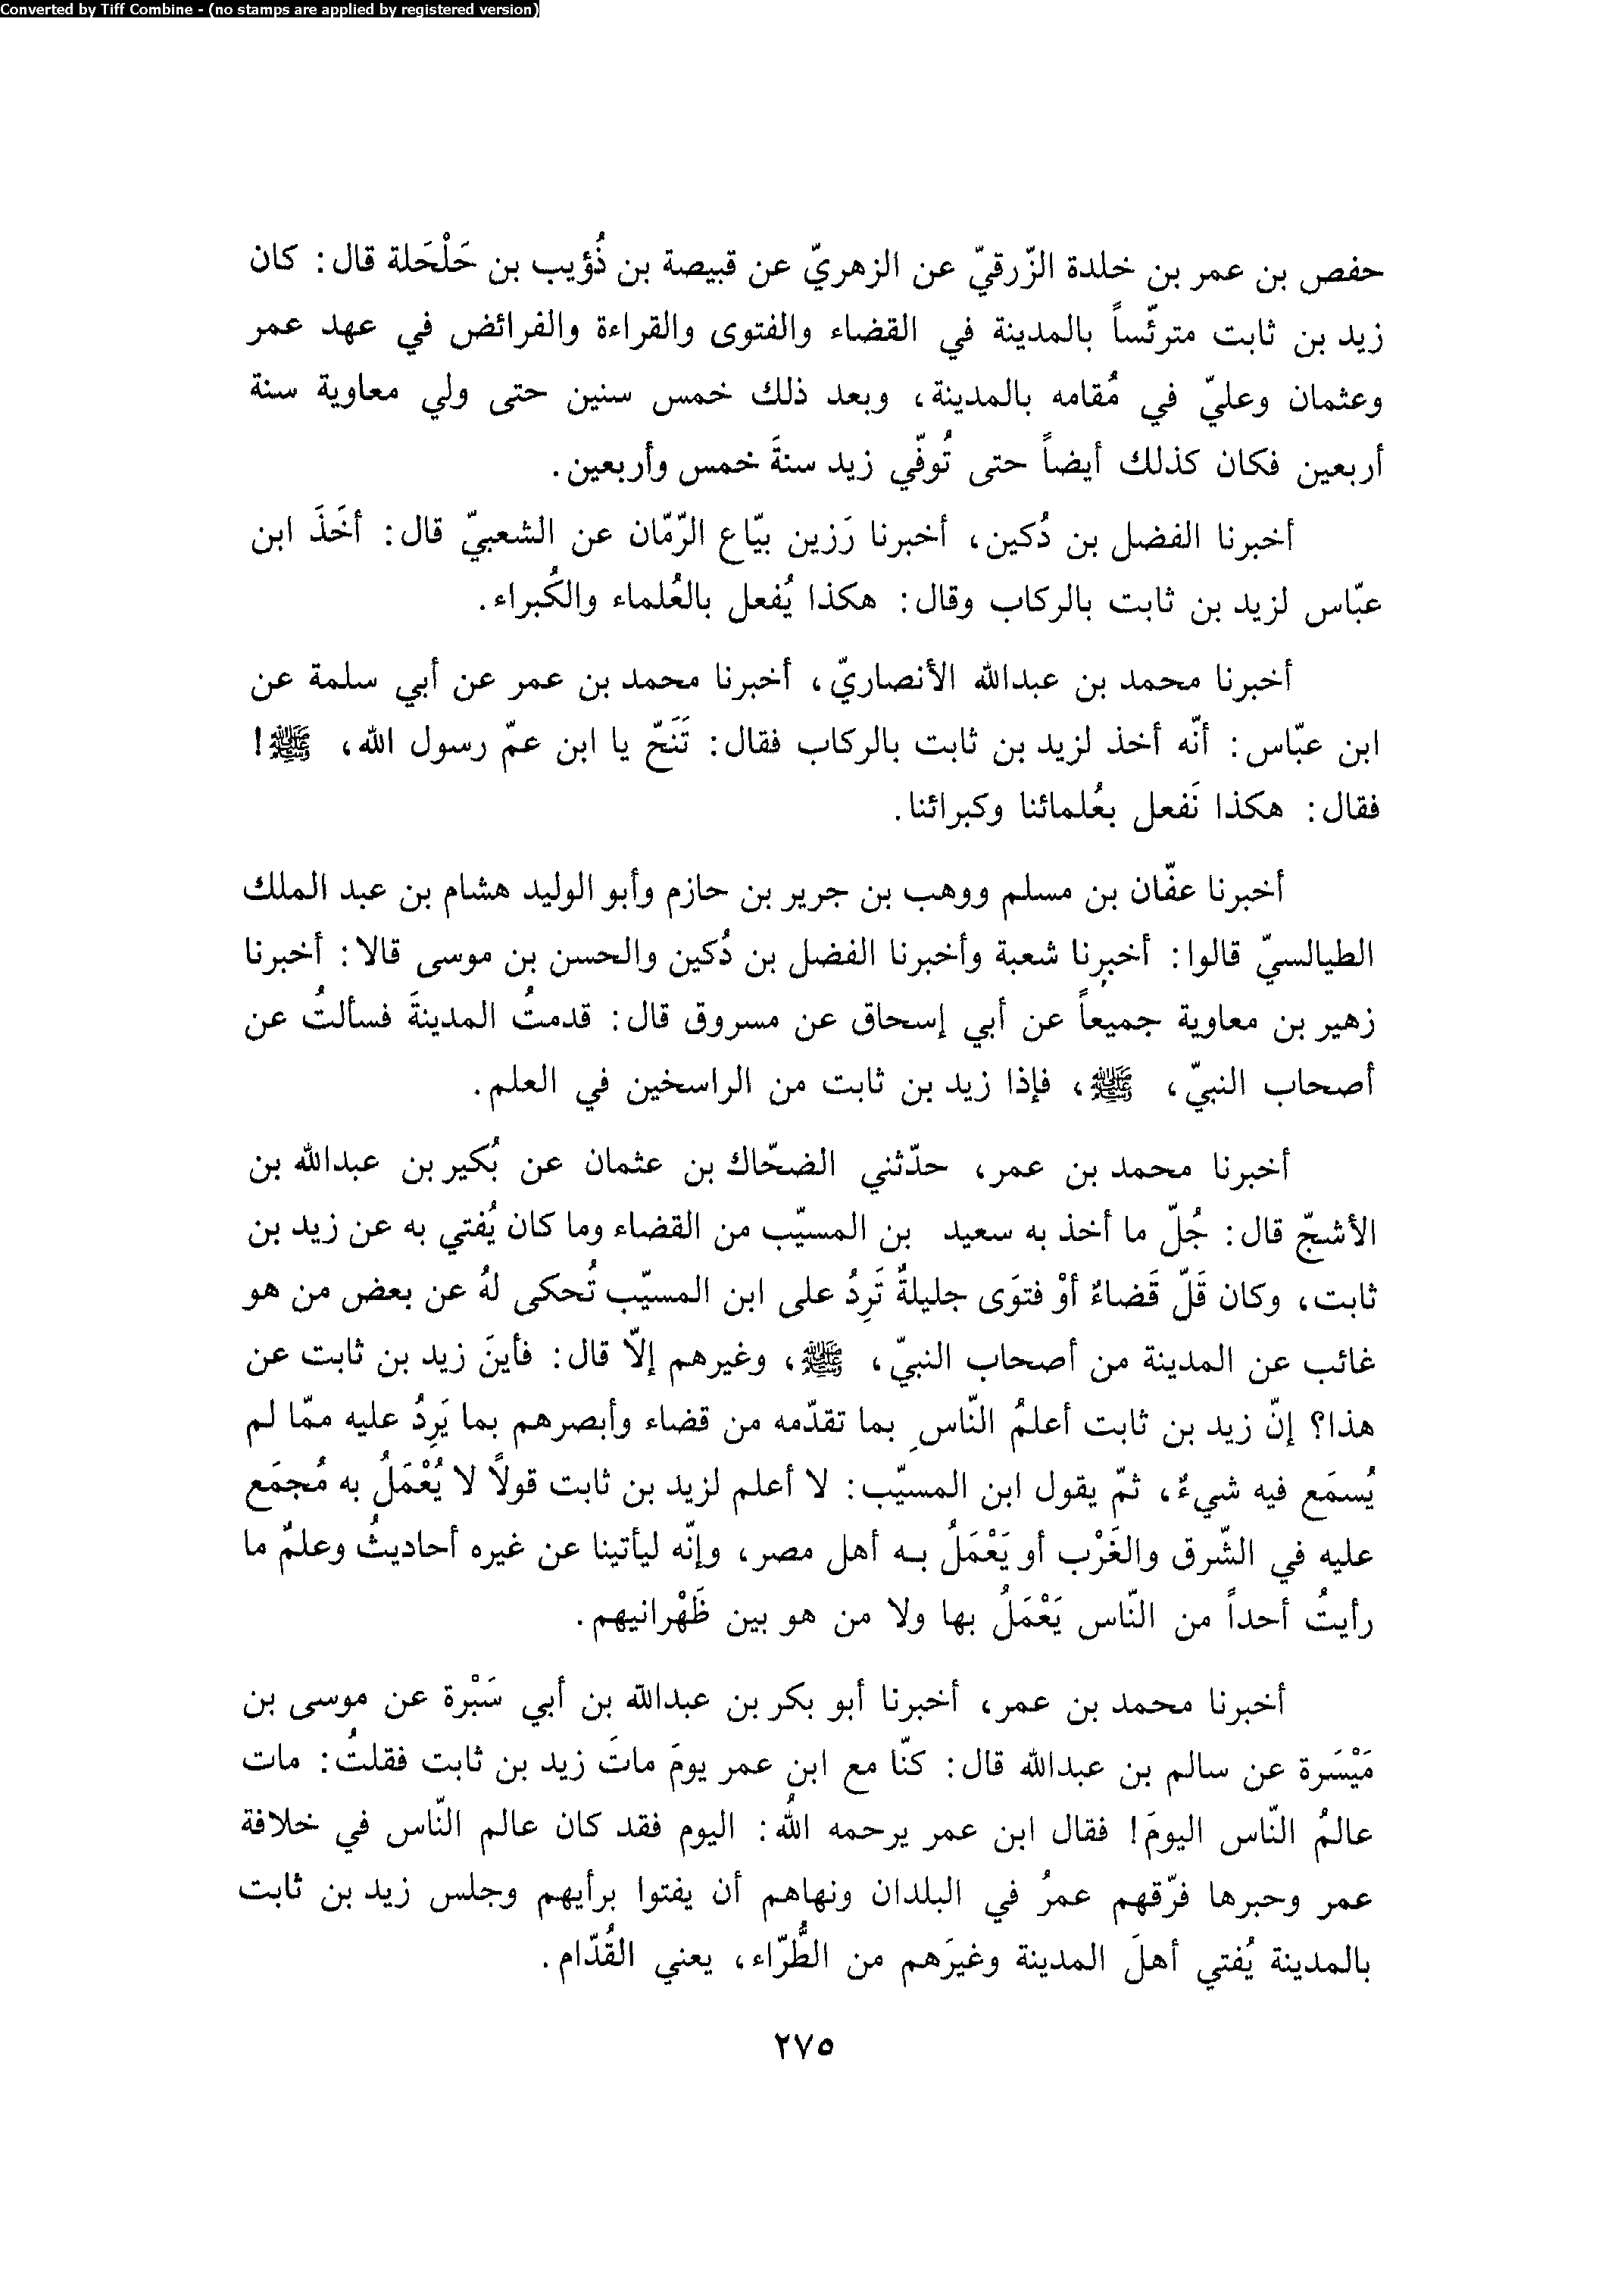 Converted by Tiff Combine - (no stamps are applied by registered version)
حفص بن عمر بن خلدة الزّرقيّ عن الزهريّ عن قبيصة بن ذُؤيب بن حَلْحَلة قال: كان
زيد بن ثابت مترئّساً بالمدينة في القضاء والفتوى والقراءة والفرائض في عهد عمر
وعثمان وعليّ في مُقامه بالمدينة، وبعد ذلك خمس سنين حتى ولي معاوية سنة
أربعين فكان كذلك أيضاً حتى تُوفّي زيد سنةَ خمس وأربعين.
أخبرنا الفضل بن دُكين، أخبرنا رَزين بيّاع الرّمّان عن الشعبيّ قال: أخَذَ ابن
عبّاس لزيد بن ثابت بالركاب وقال: هكذا يُفعل بالعُلماء والكُبراء.
أخبرنا محمد بن عبدالله الأنصاريّ، أخبرنا محمد بن عمر عن أبي سلمة عن
ابن عبّاس: أنّه أخذ لزيد بن ثابت بالركاب فقال: تَنَحّ يا ابن عمّ رسول الله، ﷺ!
فقال: هكذا نَفعل بعُلمائنا وكبرائنا.
أخبرنا عفّان بن مسلم ووهب بن جرير بن حازم وأبو الوليد هشام بن عبد الملك
الطيالسيّ قالوا: أخبرنا شعبة وأخبرنا الفضل بن دُكين والحسن بن موسى قالا: أخبرنا
زهير بن معاوية جميعاً عن أبي إسحاق عن مسروق قال: قدمتُ المدينةَ فسألتُ عن
أصحاب النبيّ، ﷺ، فإذا زيد بن ثابت من الراسخين في العلم.
أخبرنا محمد بن عمر، حدّثني الضحّاك بن عثمان عن بُكير بن عبدالله بن
الأشجّ قال: جُلّ ما أخذ به سعيد بن المسيّب من القضاء وما كان يُفتي به عن زيد بن
ثابت، وكان قَلّ قَضاءٌ أوْ فتوَى جليلةٌ تَرِدُ على ابن المسيّب تُحكى لهُ عن بعض من هو
غائب عن المدينة من أصحاب النبيّ، ﷺ، وغيرهم إلاّ قال: فأينَ زيد بن ثابت عن
هذا؟ إنّ زيد بن ثابت أعلمُ النّاسِ بما تقدّمه من قضاء وأبصرهم بما يَرِدُ عليه ممّا لم
يُسمَع فيه شيءٌ، ثمّ يقول ابن المسيّب: لا أعلم لزيد بن ثابت قولاً لا يُعْمَلُ به مُجمَع
عليه في الشّرق والغَرْب أو يَعْمَلُ بـه أهل مصر، وإنّه ليأتينا عن غيره أحاديثُ وعلمٌ ما
رأيتُ أحداً من النّاس يَعْمَلُ بها ولا من هو بين ظَهْرانيهم.
أخبرنا محمد بن عمر، أخبرنا أبو بكر بن عبدالله بن أبي سَبْرة عن موسى بن
مَيْسَرة عن سالم بن عبدالله قال: كنّا مع ابن عمر يومَ ماتَ زيد بن ثابت فقلتُ: مات
عالمُ النّاس اليومَ! فقال ابن عمر يرحمه اللهُ: اليوم فقد كان عالم النّاس في خلافة
عمر وحبرها فرّقهم عمرُ في البلدان ونهاهم أن يفتوا برأيهم وجلس زيد بن ثابت
بالمدينة يُفتي أهلَ المدينة وغيرَهم من الطُّرّاء، يعني القُدّام.
٢٧٥